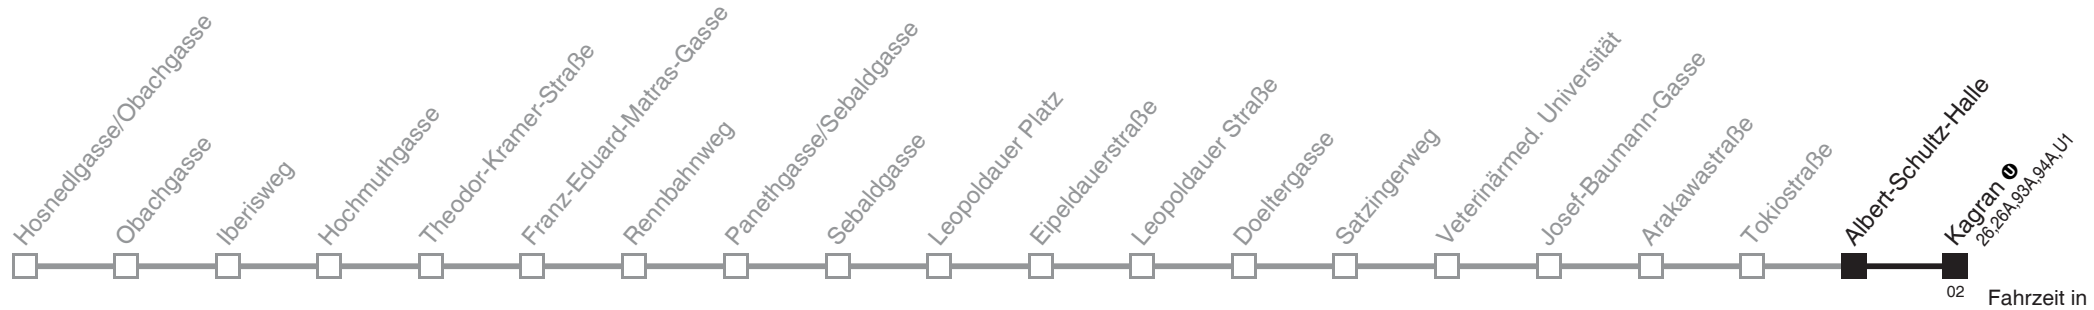 Hosnedlgasse/Obachgasse
Obachgasse
Iberisweg
Hochmuthgasse
Theodor-Kramer-Straße
Franz-Eduard-Matras-Gasse
Rennbahnweg
Panethgasse/Sebaldgasse
Sebaldgasse
Leopoldauer Platz
Eipeldauerstraße
Leopoldauer Straße
Doeltergasse
Satzingerweg
Veterinärmed. Universität
Josef-Baumann-Gasse
Arakawastraße
Tokiostraße
Albert-Schultz-Halle
Kagran U
26,26A,93A,94A,U1
02
Fahrzeit in